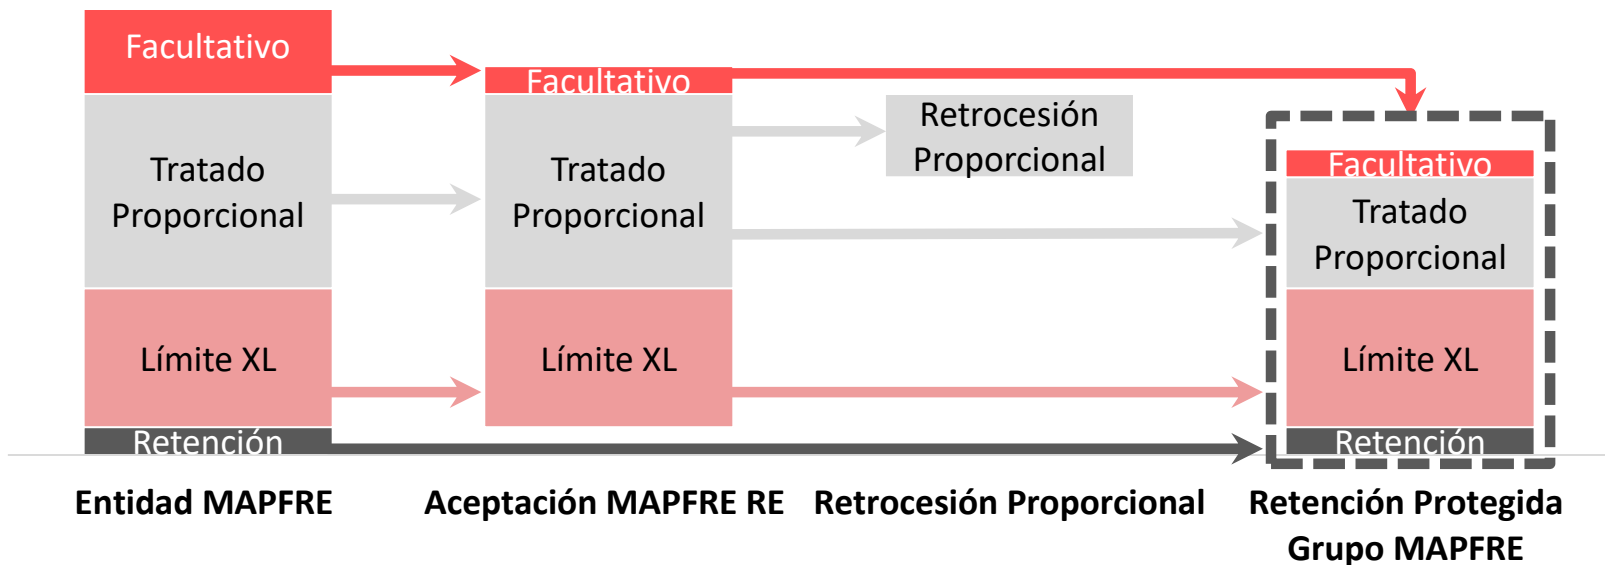 Facultativo
Tratado
Proporcional
Límite XL
Retención
Entidad MAPFRE
Facultativo
Tratado
Proporcional
Límite XL
Aceptación MAPFRE RE
Retrocesión
Proporcional
Retrocesión Proporcional
Facultativo
Tratado
Proporcional
Límite XL
Retención
Retención Protegida
Grupo MAPFRE